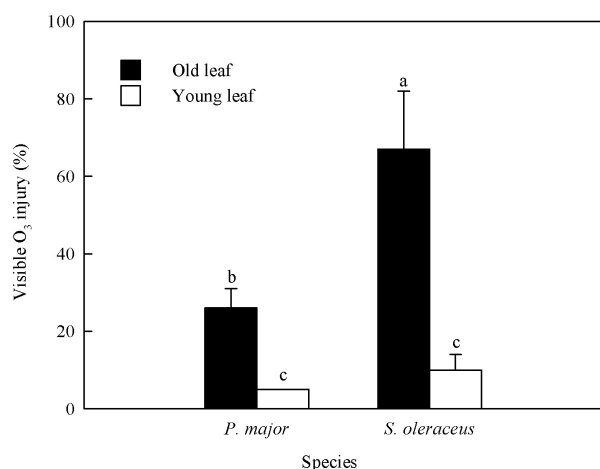 100
80
60
40
20
0
Visible O₃ injury (%)
Old leaf
Young leaf
a
b
c
c
P. major
S. oleraceus
Species